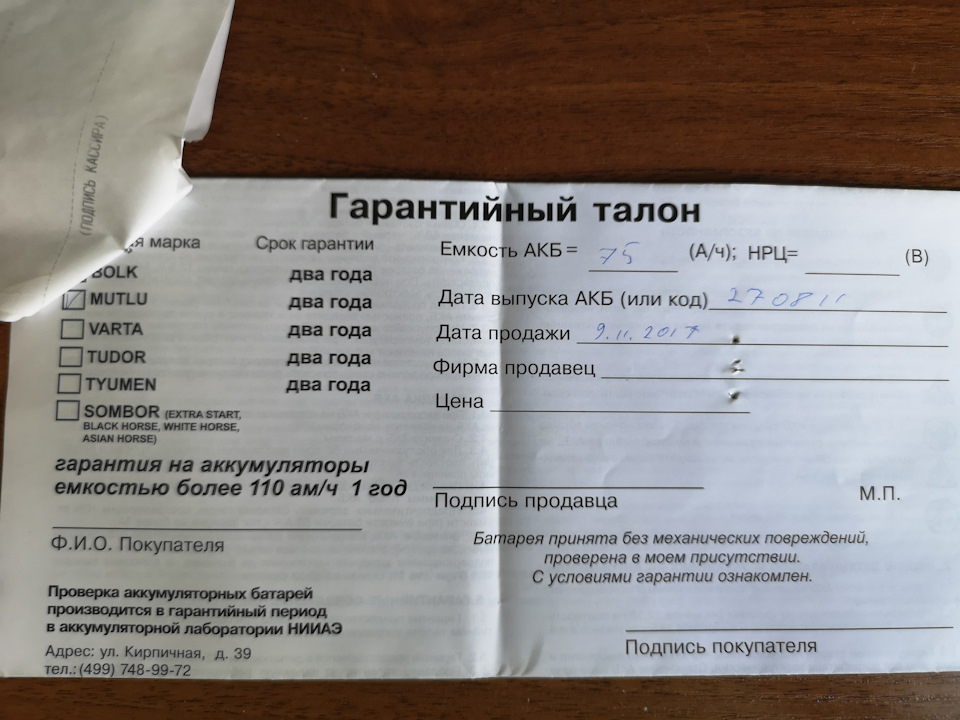 (ПОДПИСЬ КАССИРА)
Гарантийный талон
марка Срок гарантии
BOLK два года
MUTLU два года
VARTA два года
TUDOR два года
TYUMEN два года
SOMBOR (EXTRA START,
BLACK HORSE, WHITE HORSE,
ASIAN HORSE)
гарантия на аккумуляторы
емкостью более 110 ам/ч 1 год
Ф.И.О. Покупателя
Проверка аккумуляторных батарей
производится в гарантийный период
в аккумуляторной лаборатории НИИАЭ
Адрес: ул. Кирпичная, д. 39
тел.:(499) 748-99-72
Емкость АКБ = 75 (А/ч); НРЦ= (В)
Дата выпуска АКБ (или код) 270811
Дата продажи 9.11.2017
Фирма продавец
Цена
Подпись продавца М.П.
Батарея принята без механических повреждений,
проверена в моем присутствии.
С условиями гарантии ознакомлен.
Подпись покупателя